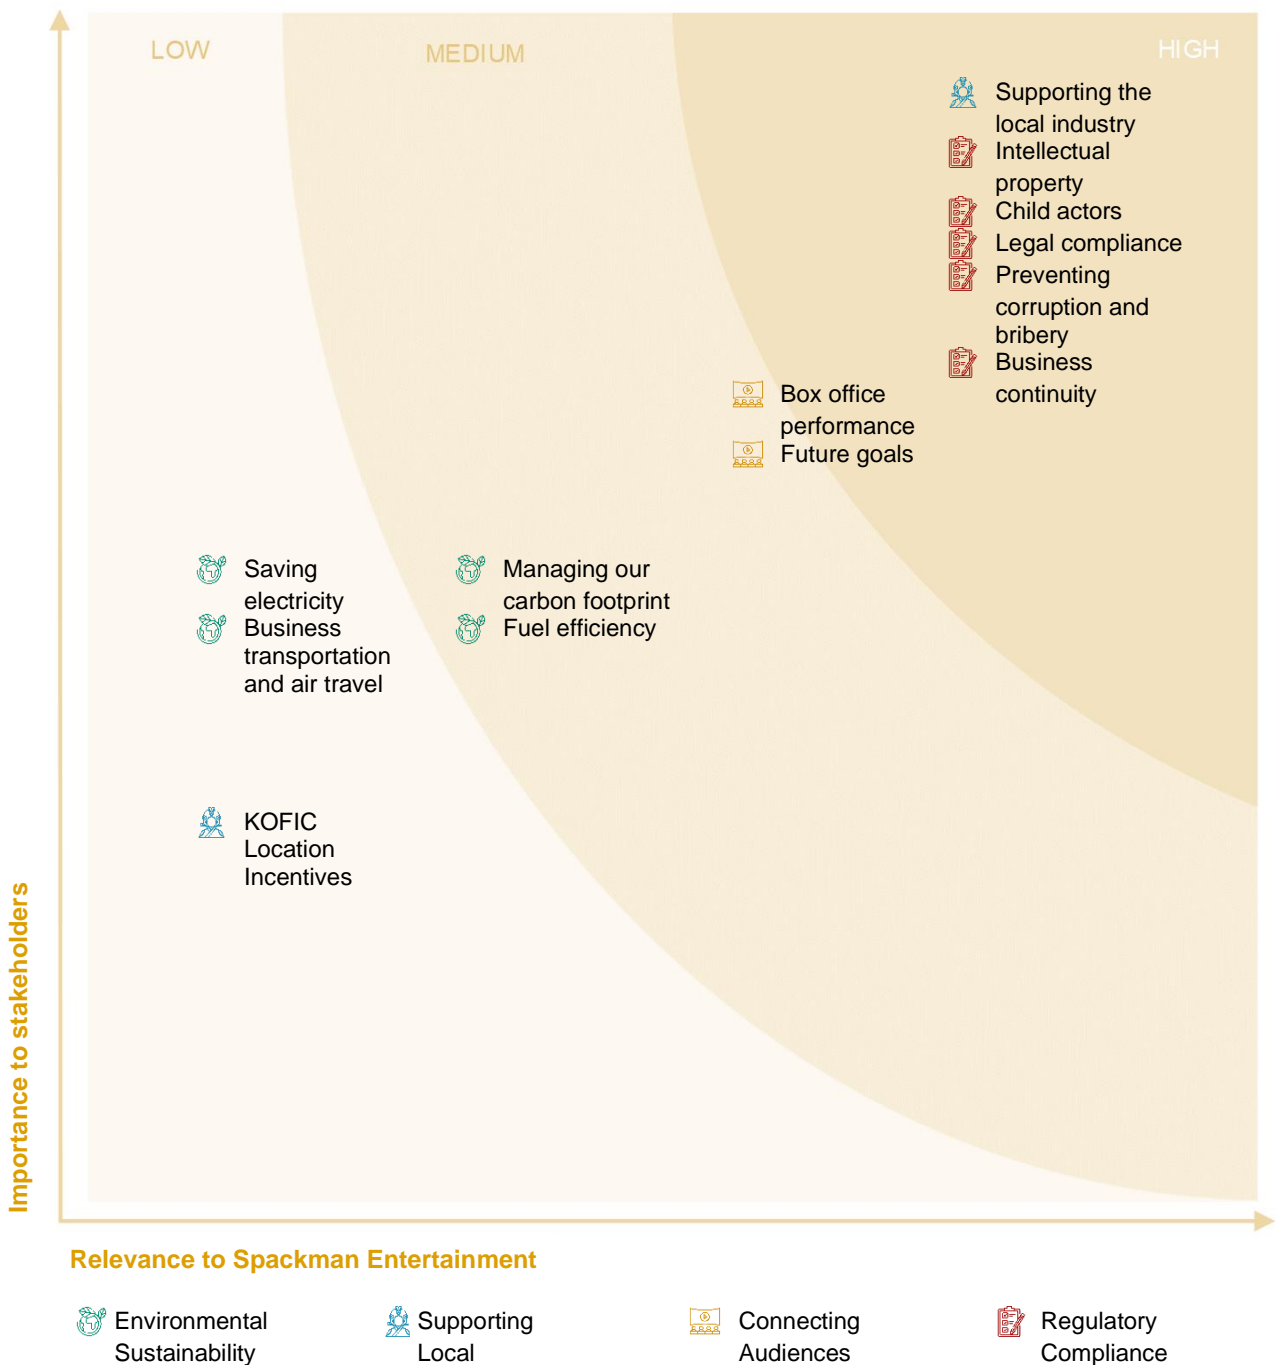 LOW
MEDIUM
HIGH
Supporting the
local industry
Intellectual
property
Child actors
Legal compliance
Preventing
corruption and
bribery
Business
continuity
Box office
performance
Future goals
Saving
electricity
Business
transportation
and air travel
Managing our
carbon footprint
Fuel efficiency
KOFIC
Location
Incentives
Importance to stakeholders
Relevance to Spackman Entertainment
Environmental
Sustainability
Supporting
Local
Connecting
Audiences
Regulatory
Compliance